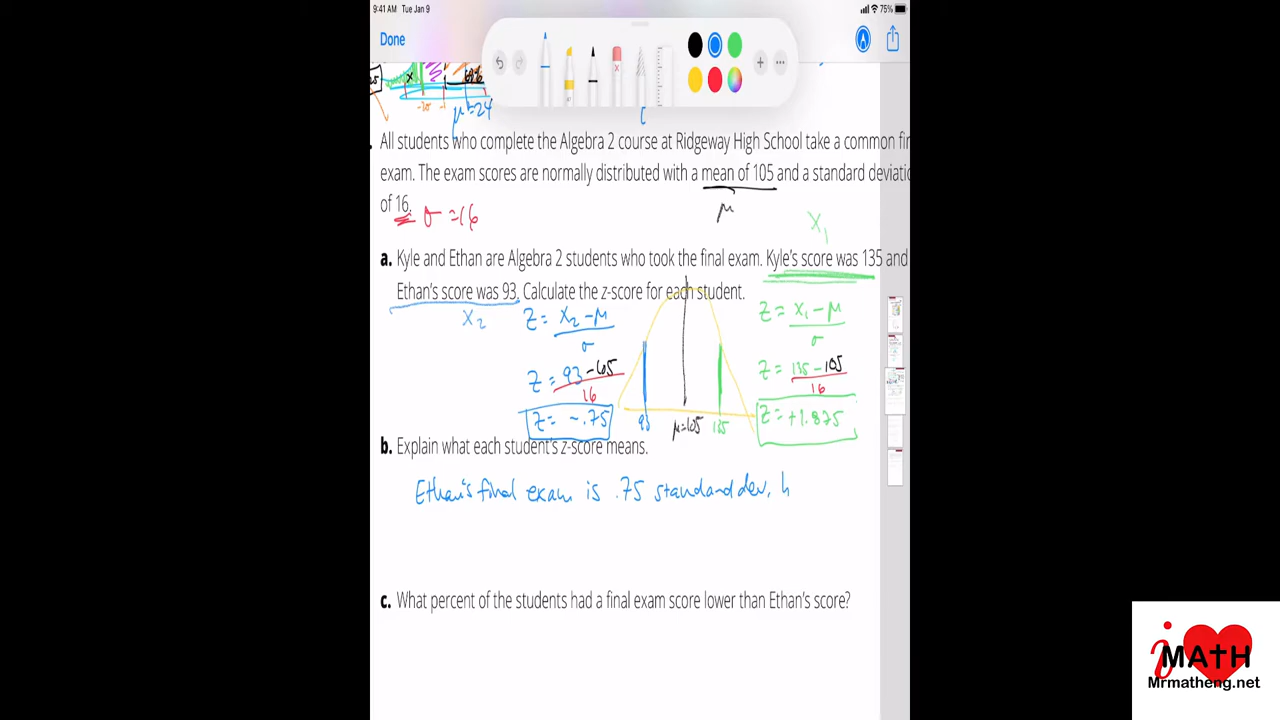 9:41 AM Tue Jan 9
75%
Done
-20
μ=24
All students who complete the Algebra 2 course at Ridgeway High School take a common fin
exam. The exam scores are normally distributed with a mean of 105 and a standard deviatio
of 16. σ =16
μ
X₁
a. Kyle and Ethan are Algebra 2 students who took the final exam. Kyle's score was 135 and
Ethan's score was 93. Calculate the z-score for each student.
X₂
Z = X₂ - μ / σ
Z = X₁ - μ / σ
Z = 93 - 105 / 16
Z = 135 - 105 / 16
Z = -.75
Z = +1.875
93 μ=105 135
b. Explain what each student's z-score means.
Ethan's final exam is .75 standard dev. b
c. What percent of the students had a final exam score lower than Ethan's score?
i MATH
Mrmatheng.net